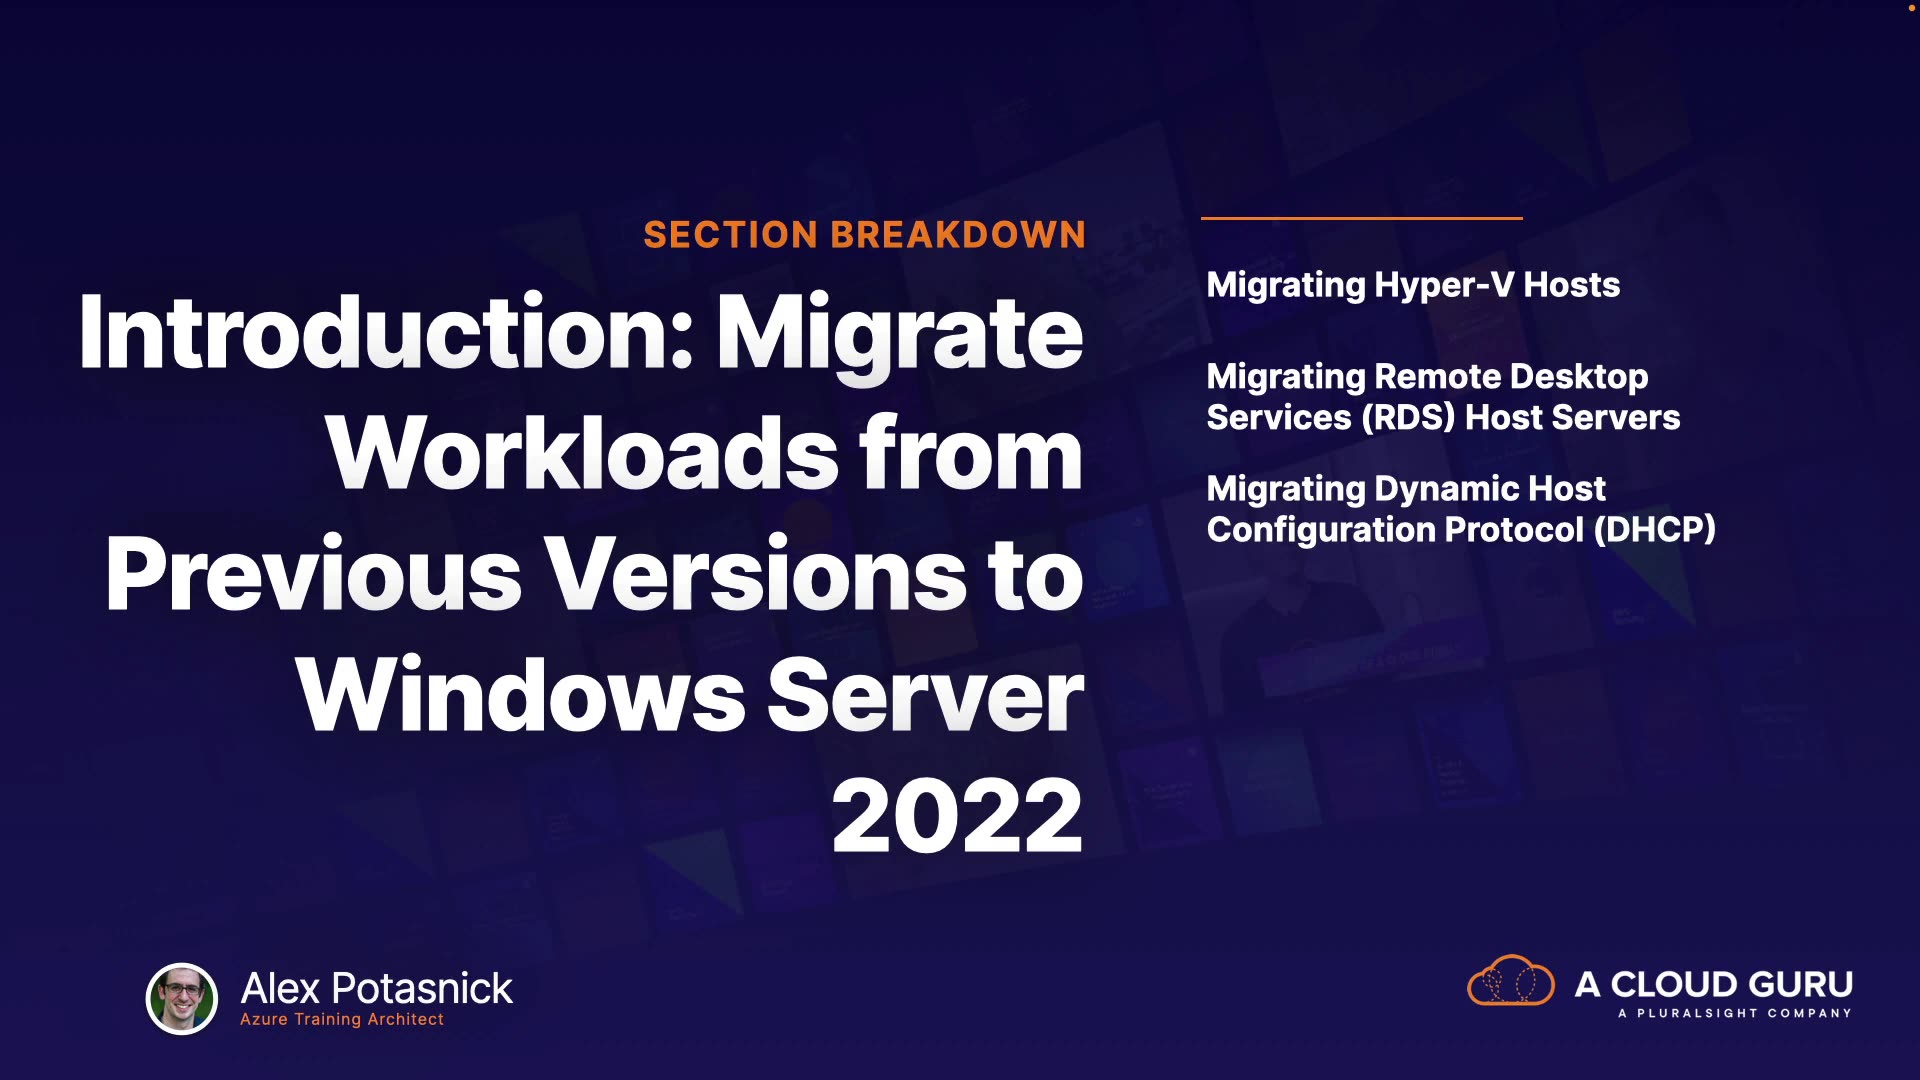 SECTION BREAKDOWN
Introduction: Migrate
Workloads from
Previous Versions to
Windows Server
2022
Migrating Hyper-V Hosts
Migrating Remote Desktop
Services (RDS) Host Servers
Migrating Dynamic Host
Configuration Protocol (DHCP)
Alex Potasnick
Azure Training Architect
A CLOUD GURU
A PLURALSIGHT COMPANY